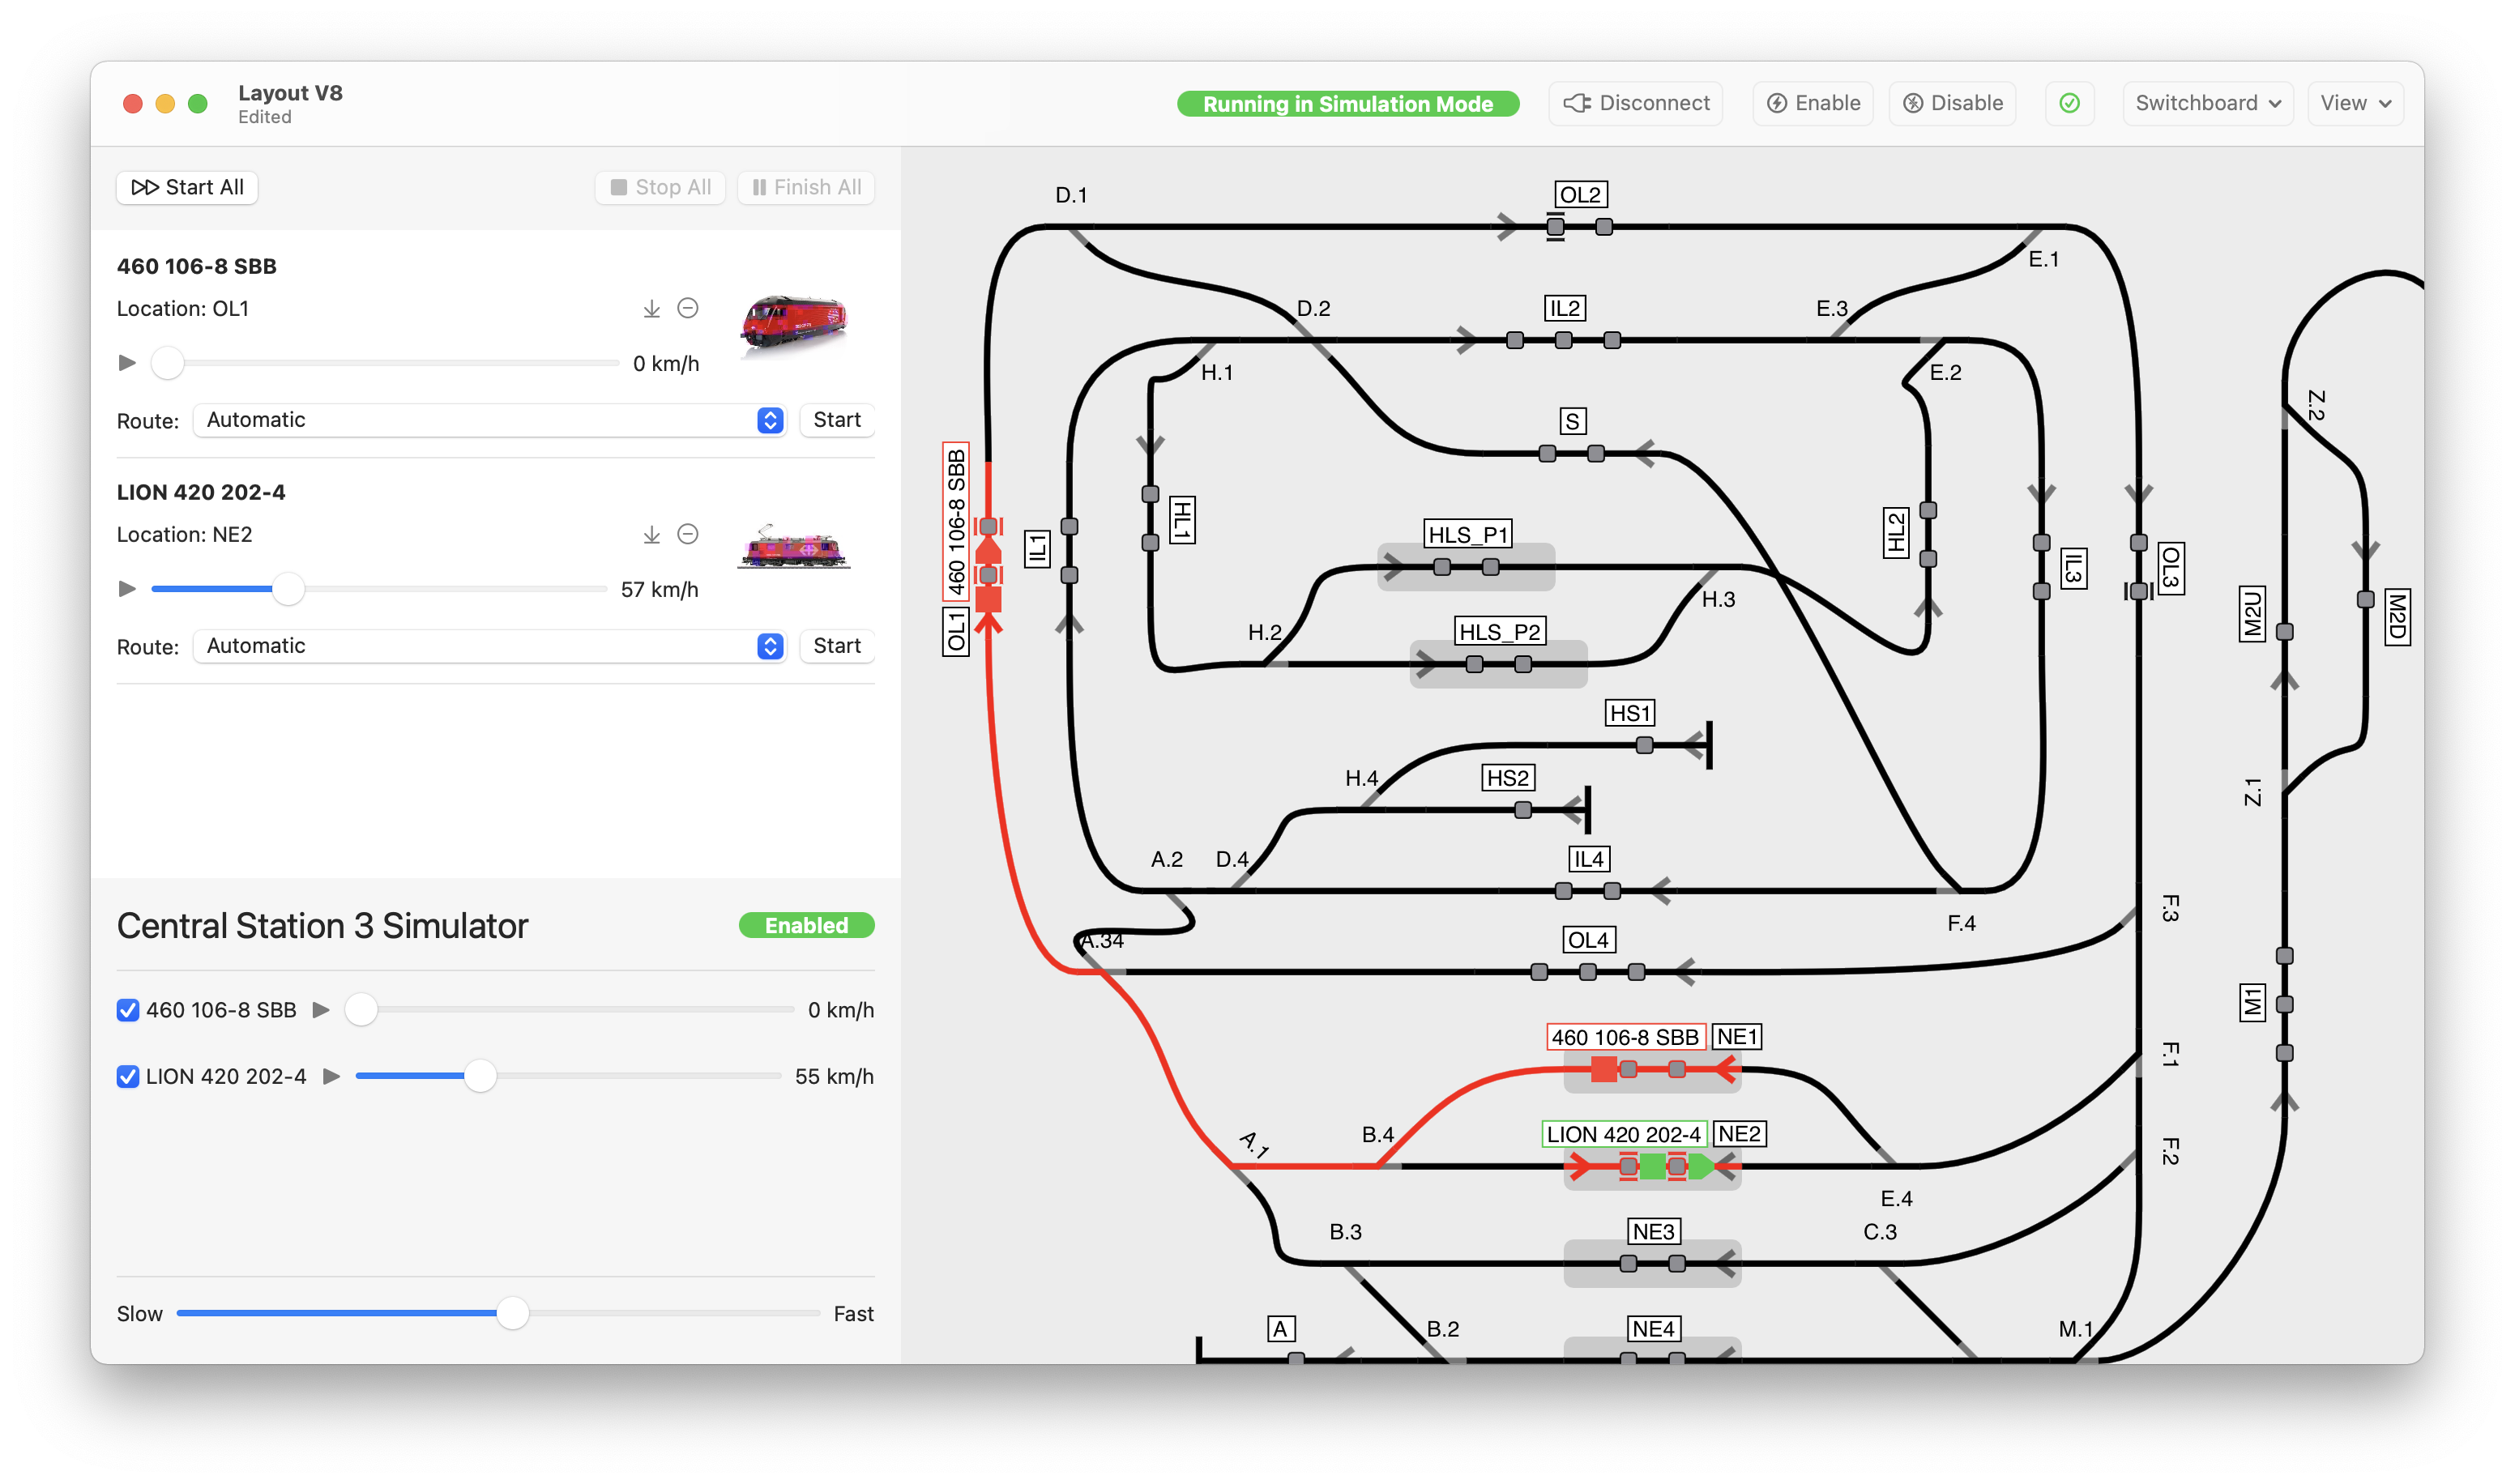 Layout V8
Edited
Running in Simulation Mode
Disconnect
Enable
Disable
Switchboard
View
Start All
Stop All
Finish All
460 106-8 SBB
Location: OL1
0 km/h
Route:
Automatic
Start
LION 420 202-4
Location: NE2
57 km/h
Route:
Automatic
Start
Central Station 3 Simulator
Enabled
460 106-8 SBB
0 km/h
LION 420 202-4
55 km/h
Slow
Fast
D.1
OL2
E.1
D.2
IL2
E.3
H.1
E.2
Z.2
S
460 106-8 SBB
OL1
IL1
HL1
HLS_P1
HL2
IL3
OL3
H.3
M2U
M2D
H.2
HLS_P2
HS1
H.4
HS2
Z.1
A.2
D.4
IL4
F.4
F.3
A.34
OL4
M1
460 106-8 SBB
NE1
F.1
A.1
B.4
LION 420 202-4
NE2
F.2
E.4
B.3
NE3
C.3
A
B.2
NE4
M.1